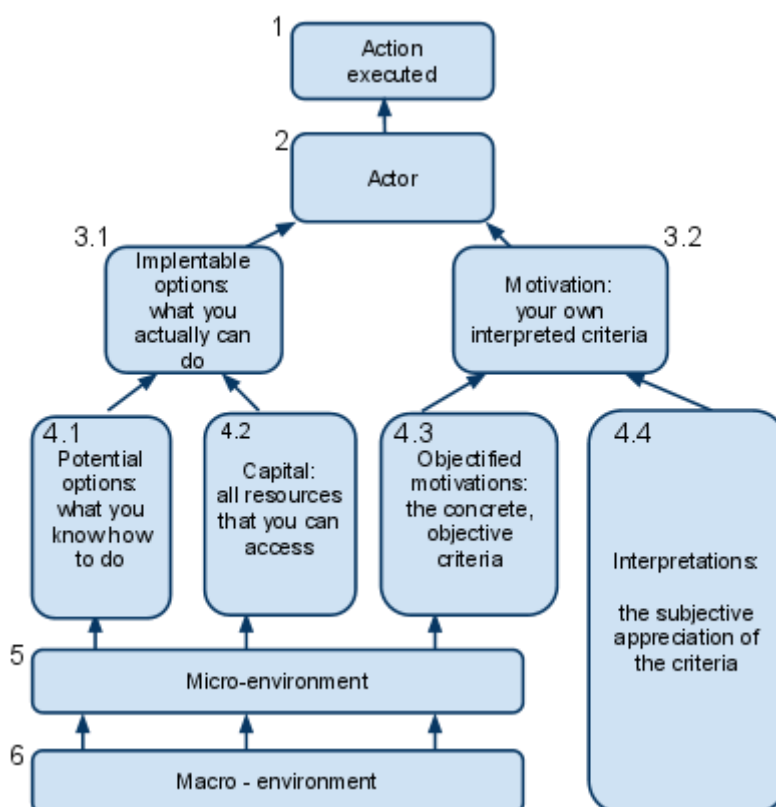 1
Action
executed
2
Actor
3.1
Implentable
options:
what you
actually can
do
3.2
Motivation:
your own
interpreted criteria
4.1
Potential
options:
what you
know how
to do
4.2
Capital:
all resources
that you can
access
4.3
Objectified
motivations:
the concrete,
objective
criteria
4.4
Interpretations:
the subjective
appreciation of
the criteria
5
Micro-environment
6
Macro - environment